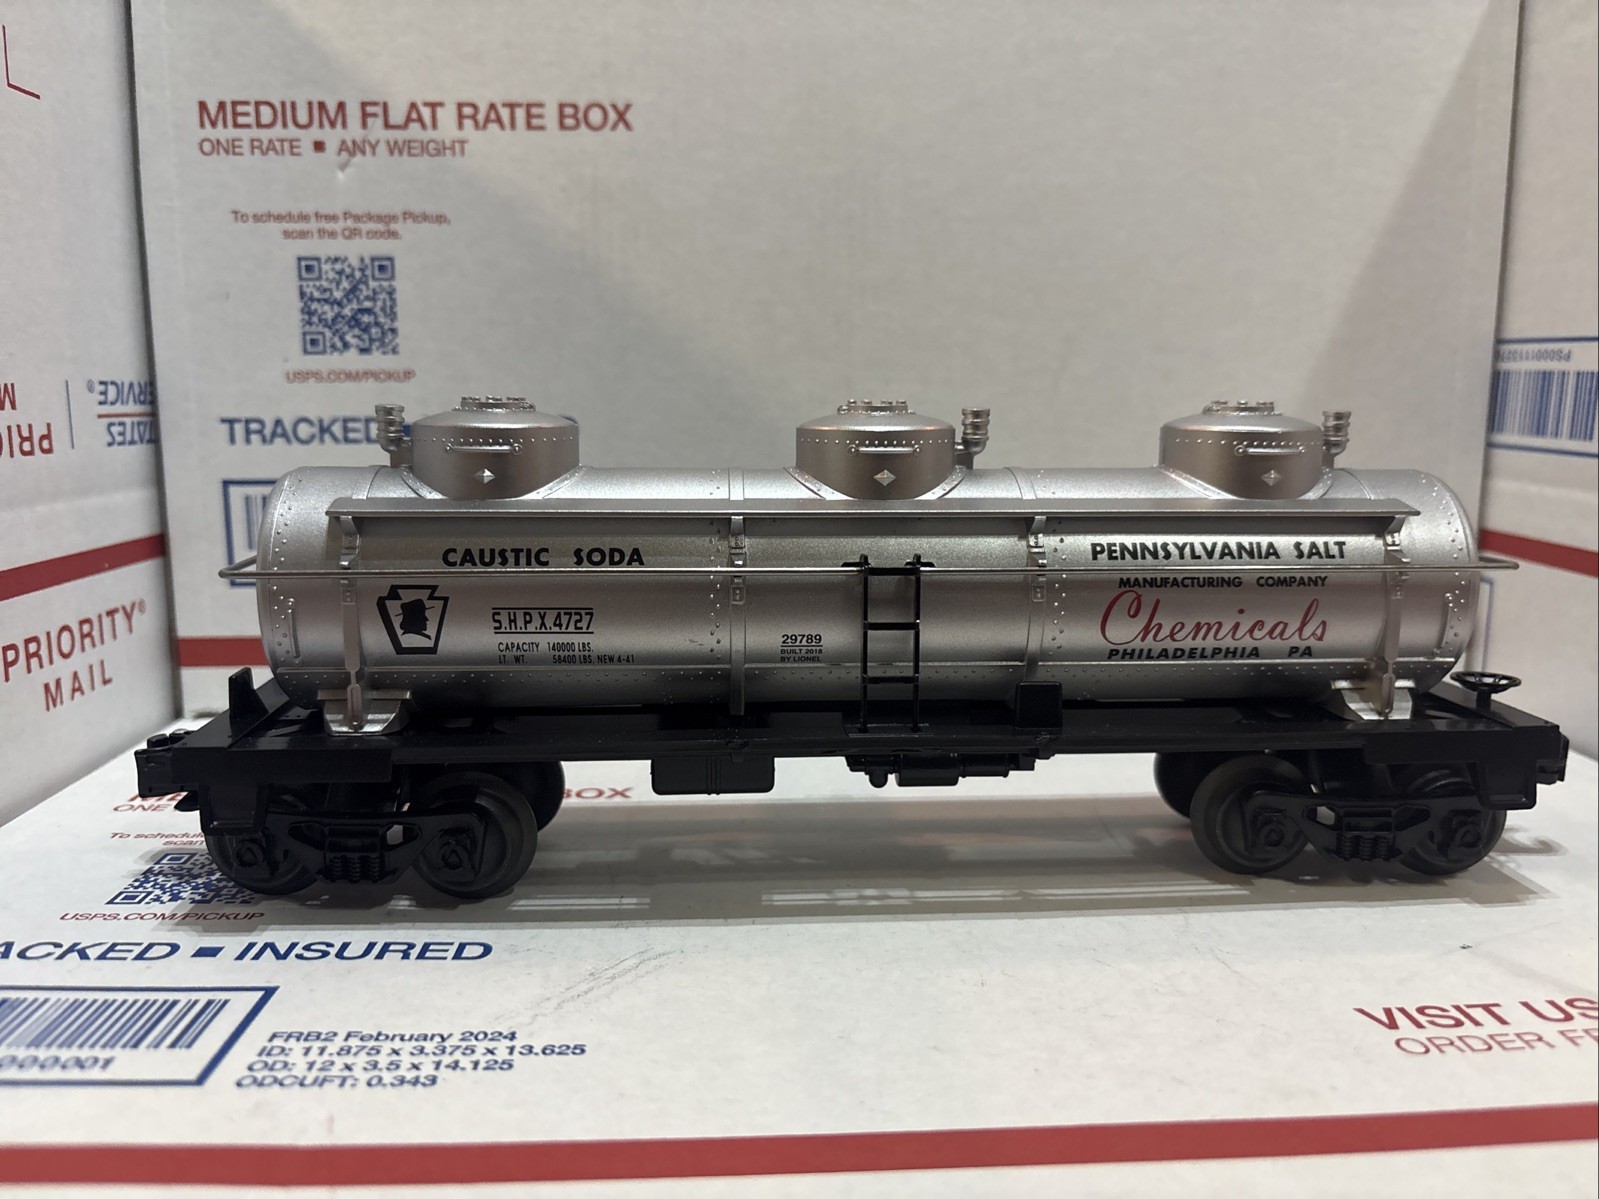 MEDIUM FLAT RATE BOX
ONE RATE ■ ANY WEIGHT
To schedule free Package Pickup,
scan the QR code.
USPS.COM/PICKUP
TRACKED ■
PRIORITY®
MAIL
CAUSTIC SODA
S.H.P.X.4727
CAPACITY 140000 LBS.
LT. WT. 58400 LBS. NEW 4-41
29789
BUILT 2018
BY LIONEL
PENNSYLVANIA SALT
MANUFACTURING COMPANY
Chemicals
PHILADELPHIA PA
USPS.COM/PICKUP
ACKED ■ INSURED
FRB2 February 2024
ID: 11.875 x 3.375 x 13.625
OD: 12 x 3.5 x 14.125
ODCUFT: 0.343
000001
VISIT US
ORDER